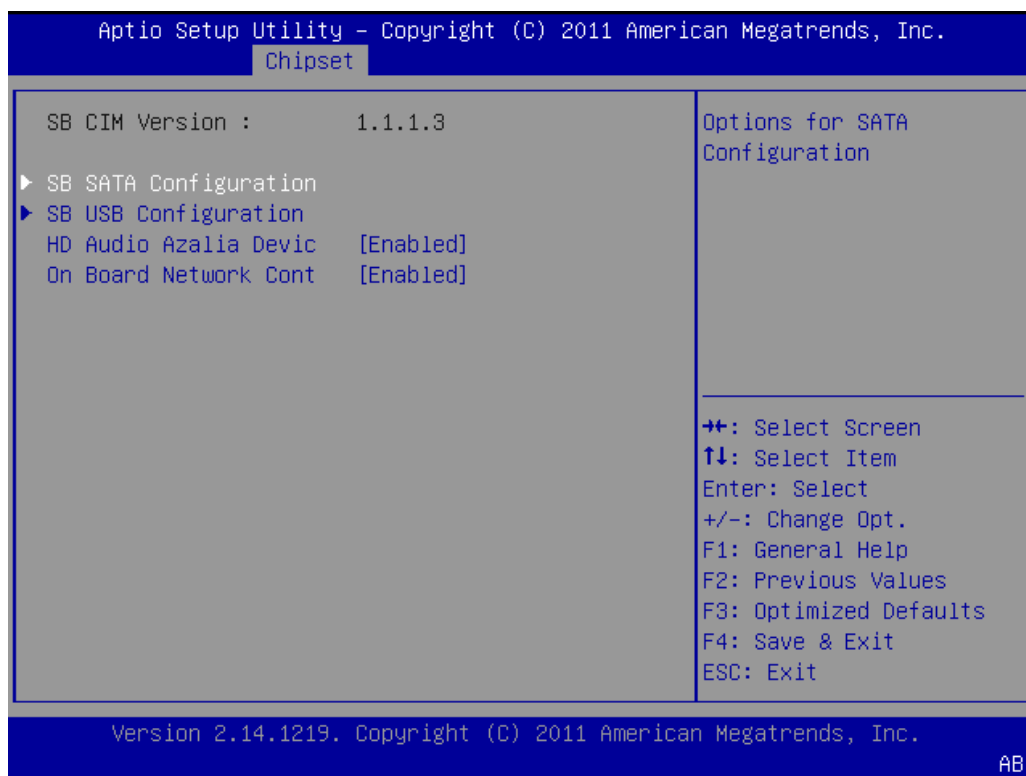 Aptio Setup Utility – Copyright (C) 2011 American Megatrends, Inc.
Chipset
SB CIM Version : 1.1.1.3
SB SATA Configuration
SB USB Configuration
HD Audio Azalia Devic [Enabled]
On Board Network Cont [Enabled]
Options for SATA
Configuration
→←: Select Screen
↑↓: Select Item
Enter: Select
+/-: Change Opt.
F1: General Help
F2: Previous Values
F3: Optimized Defaults
F4: Save & Exit
ESC: Exit
Version 2.14.1219. Copyright (C) 2011 American Megatrends, Inc.
AB